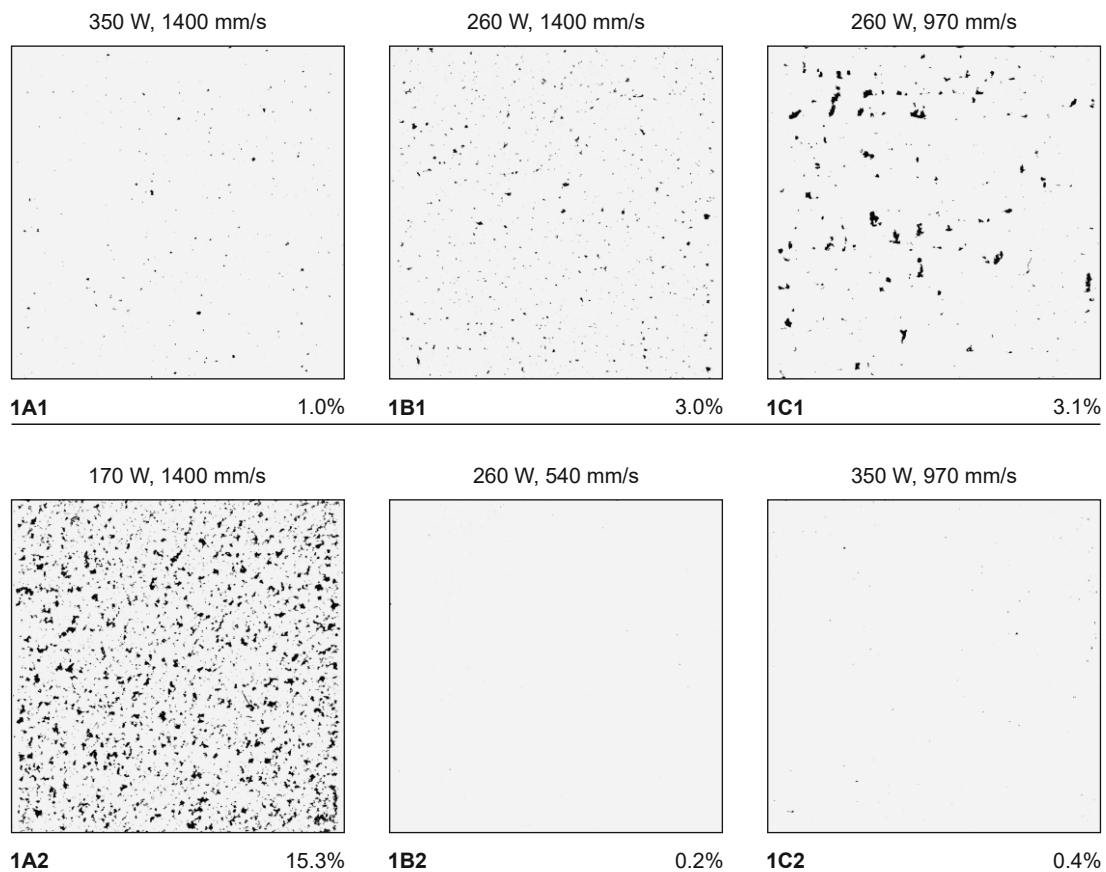 350 W, 1400 mm/s
260 W, 1400 mm/s
260 W, 970 mm/s
1A1 1.0%
1B1 3.0%
1C1 3.1%
170 W, 1400 mm/s
260 W, 540 mm/s
350 W, 970 mm/s
1A2 15.3%
1B2 0.2%
1C2 0.4%